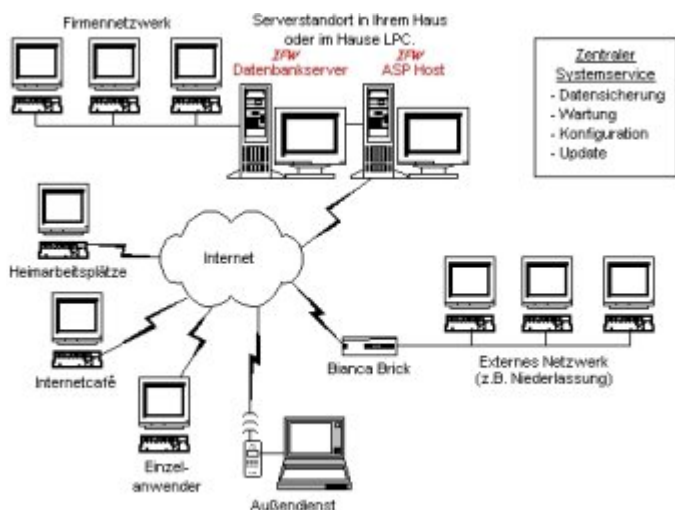 Firmennetzwerk
Serverstandort in Ihrem Haus
oder im Hause LPC.
ZFW
Datenbankserver
ZFW
ASP Host
Zentraler
Systemservice
- Datensicherung
- Wartung
- Konfiguration
- Update
Heimarbeitsplätze
Internet
Internetcafé
Bianca Brick
Externes Netzwerk
(z.B. Niederlassung)
Einzel-
anwender
Außendienst